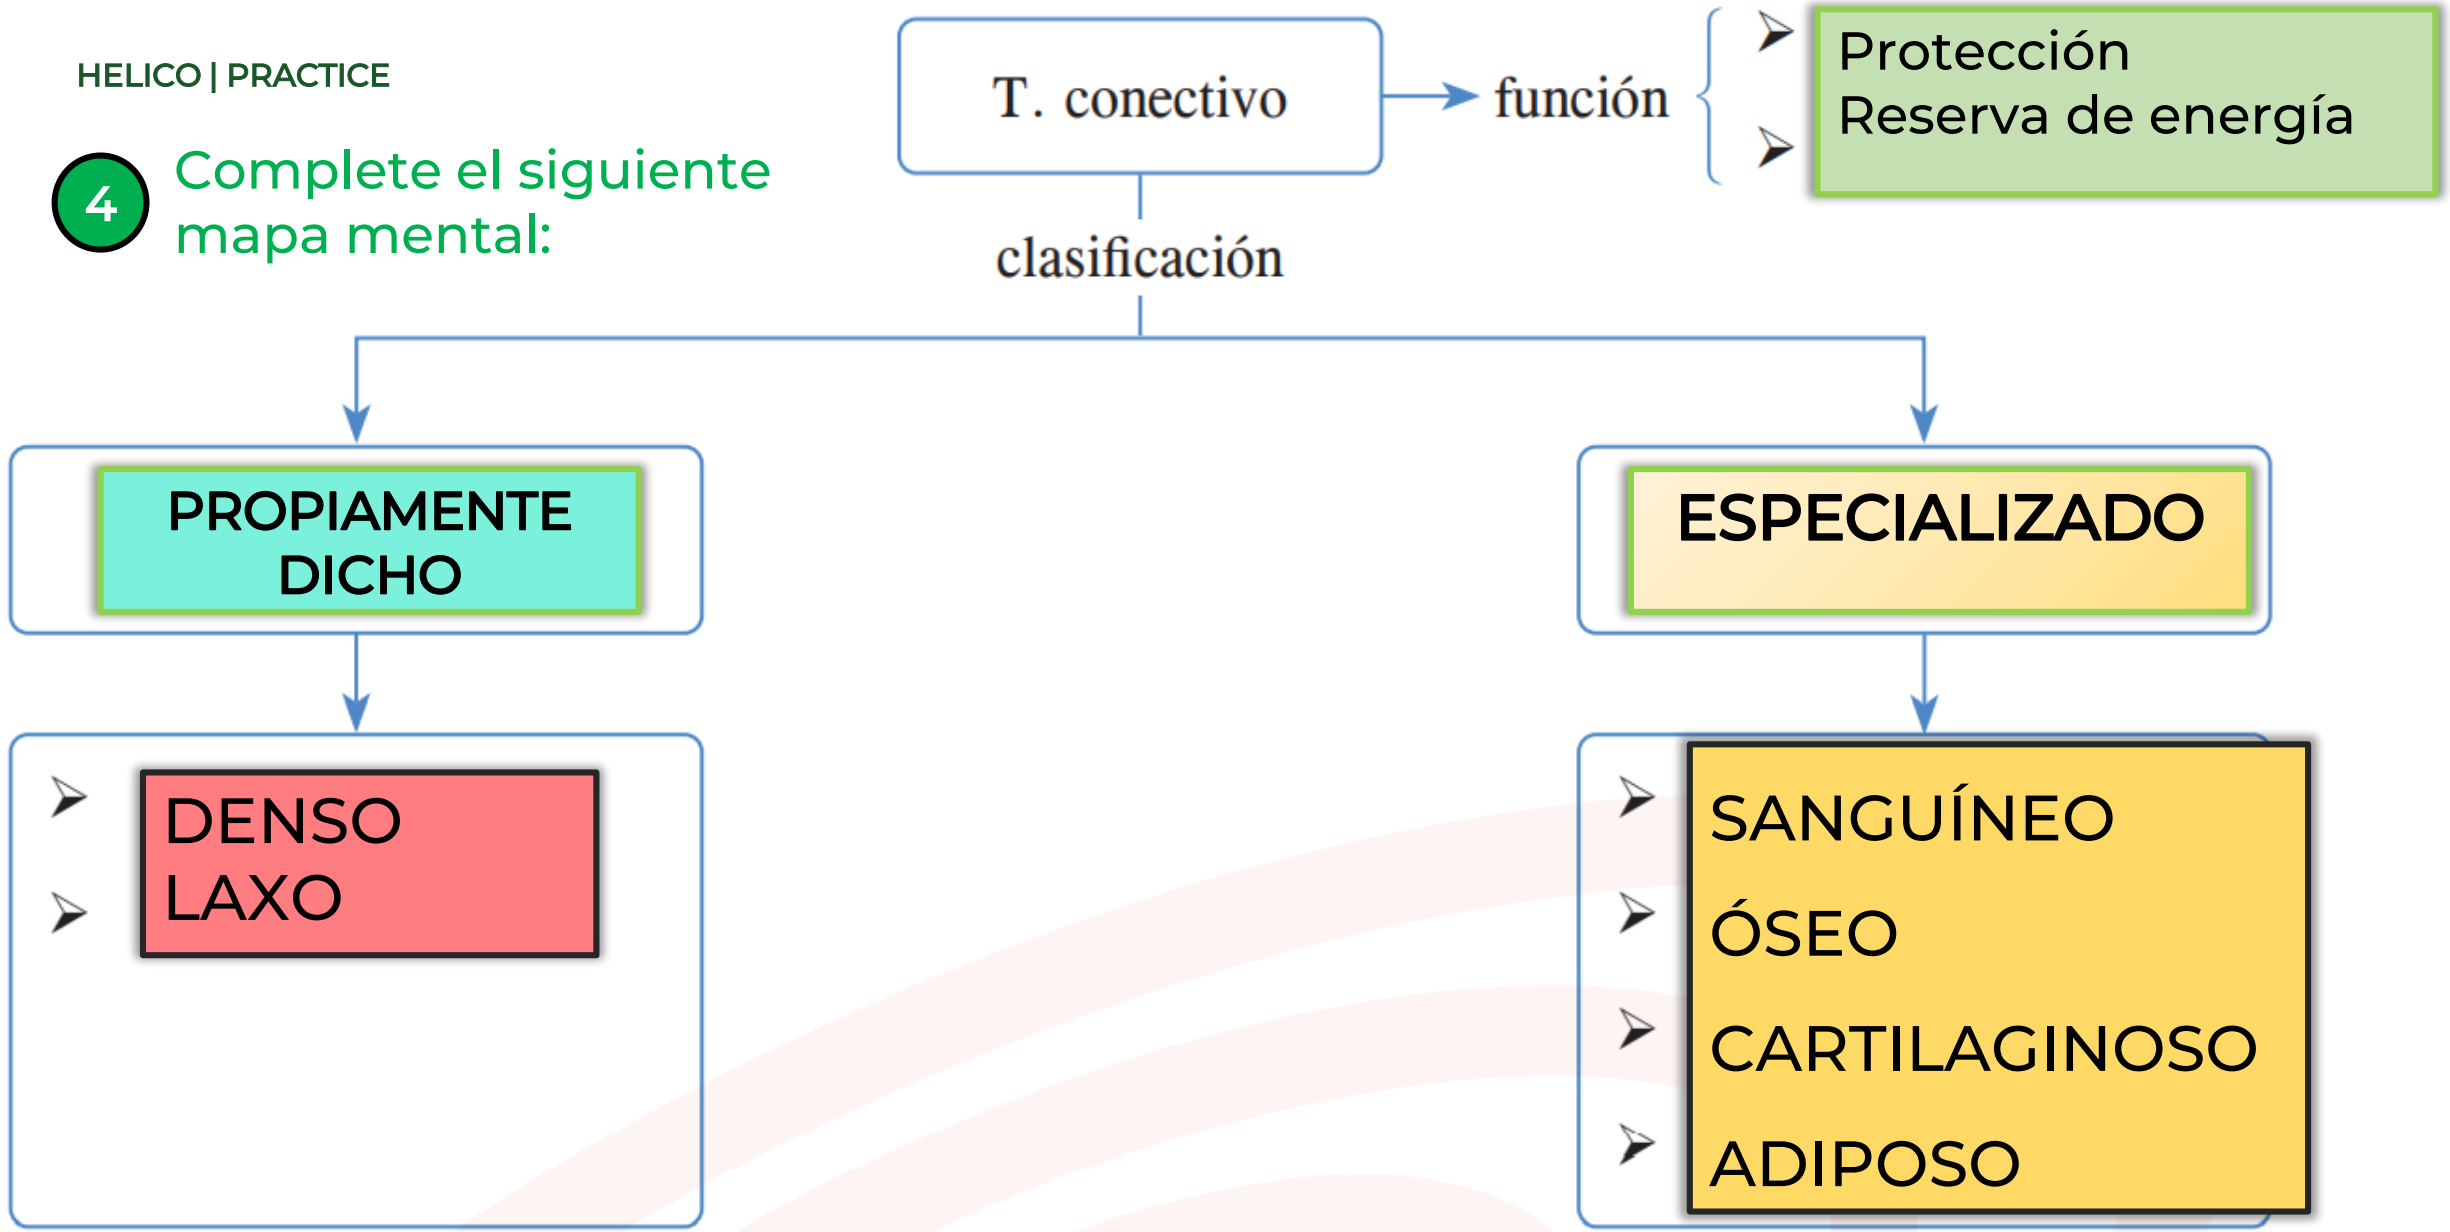 HELICO | PRACTICE
4
Complete el siguiente
mapa mental:
T. conectivo
función
Protección
Reserva de energía
clasificación
PROPIAMENTE
DICHO
ESPECIALIZADO
DENSO
LAXO
SANGUÍNEO
ÓSEO
CARTILAGINOSO
ADIPOSO